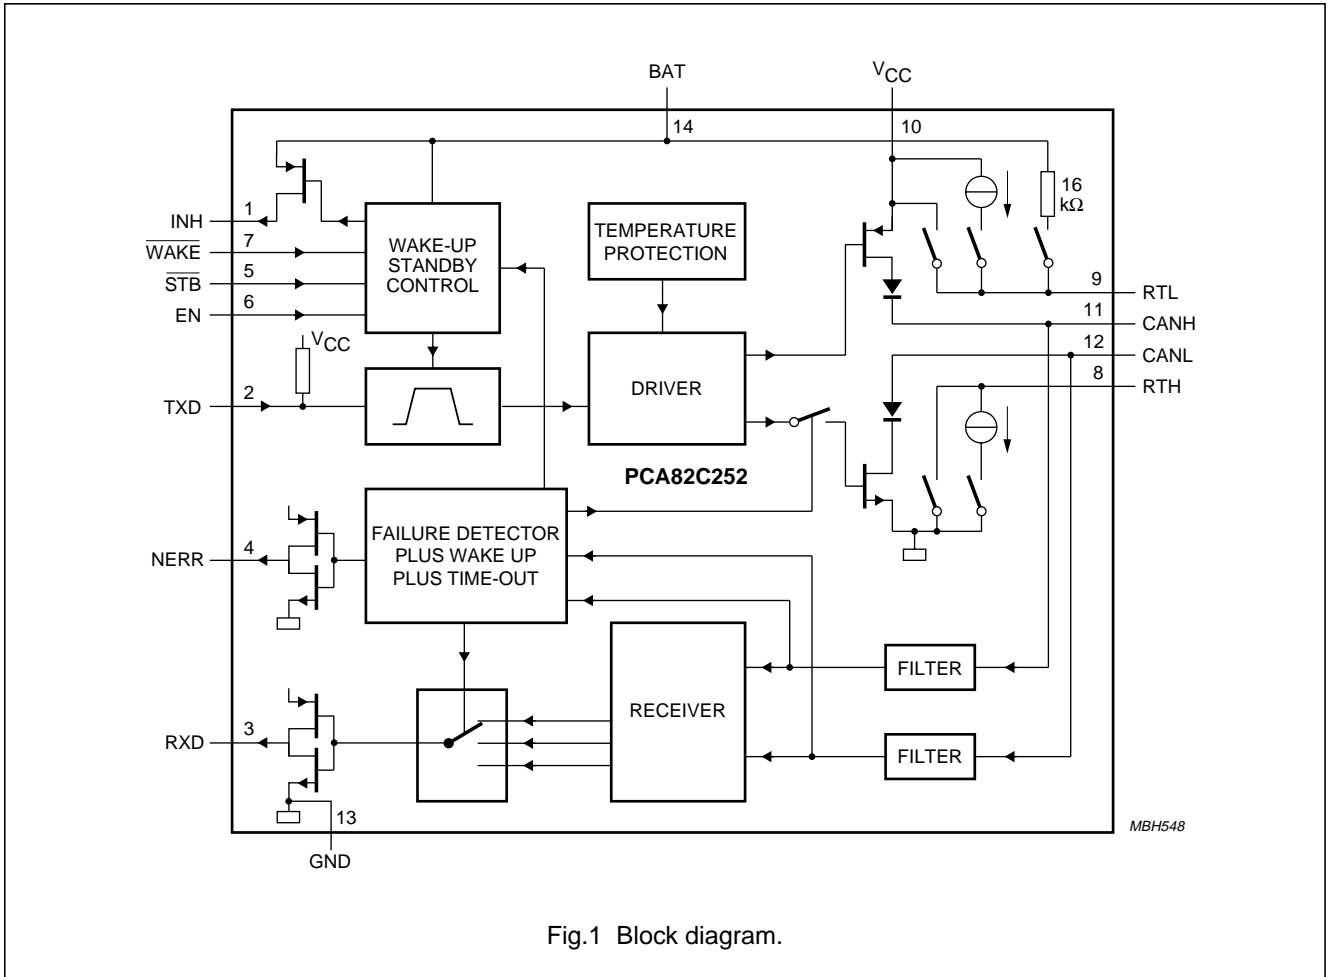 BAT
VCC
14
10
INH
1
WAKE
7
STB
5
EN
6
VCC
TXD
2
WAKE-UP
STANDBY
CONTROL
TEMPERATURE
PROTECTION
DRIVER
16
kΩ
9
RTL
11
CANH
12
CANL
8
RTH
PCA82C252
NERR
4
FAILURE DETECTOR
PLUS WAKE UP
PLUS TIME-OUT
RXD
3
RECEIVER
FILTER
FILTER
13
GND
MBH548
Fig.1 Block diagram.